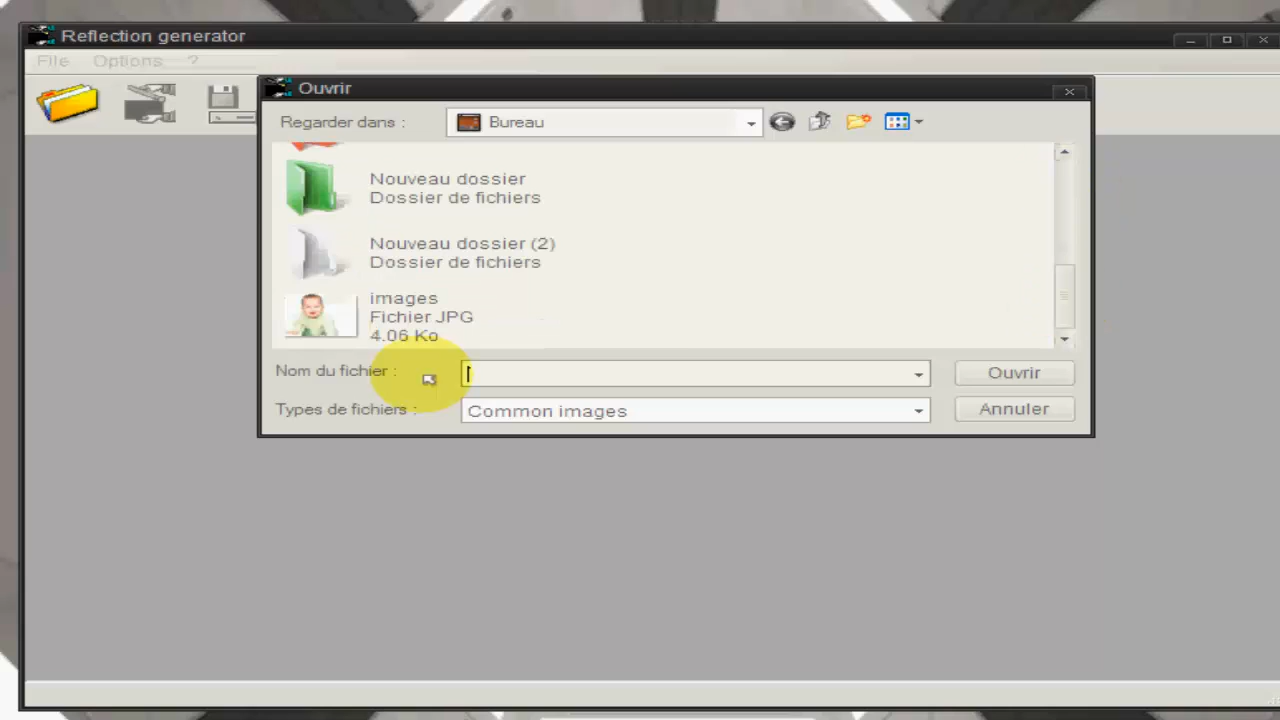 Reflection generator
File Options ?
Ouvrir
Regarder dans :
Bureau
Nouveau dossier
Dossier de fichiers
Nouveau dossier (2)
Dossier de fichiers
images
Fichier JPG
4.06 Ko
Nom du fichier :
Ouvrir
Types de fichiers :
Common images
Annuler